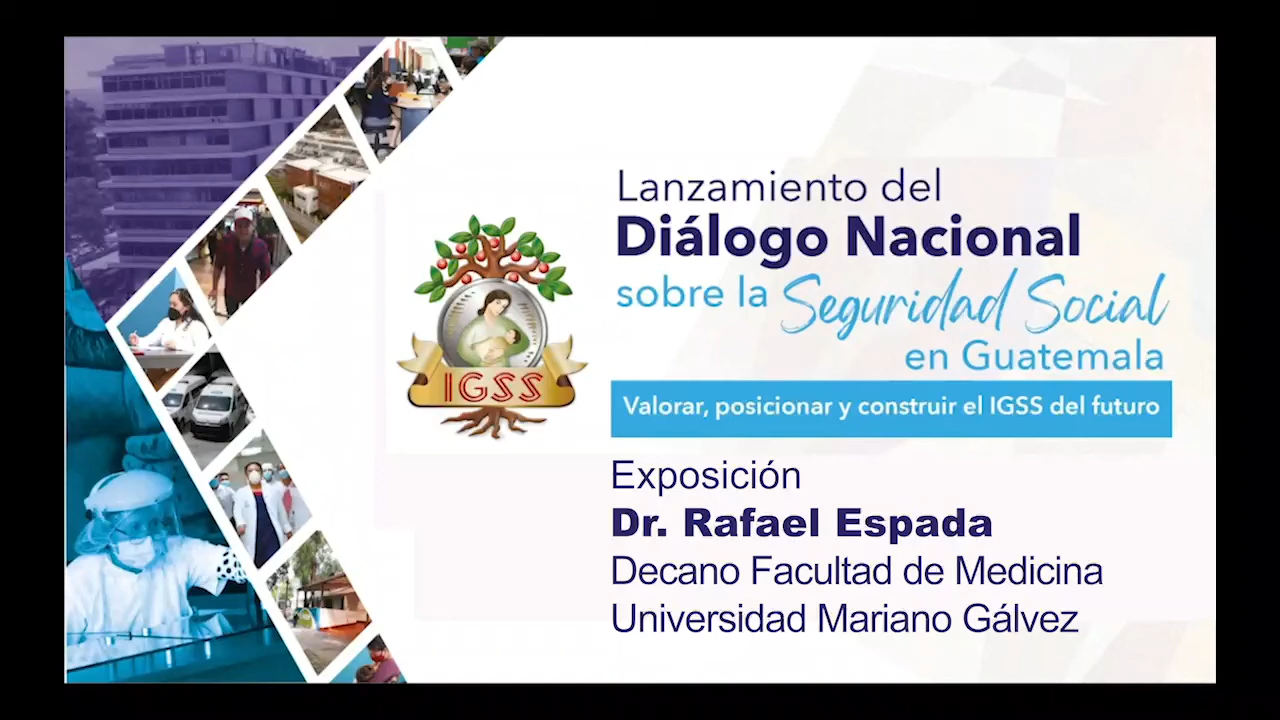 Lanzamiento del
Diálogo Nacional
sobre la Seguridad Social
en Guatemala
Valorar, posicionar y construir el IGSS del futuro
IGSS
Exposición
Dr. Rafael Espada
Decano Facultad de Medicina
Universidad Mariano Gálvez